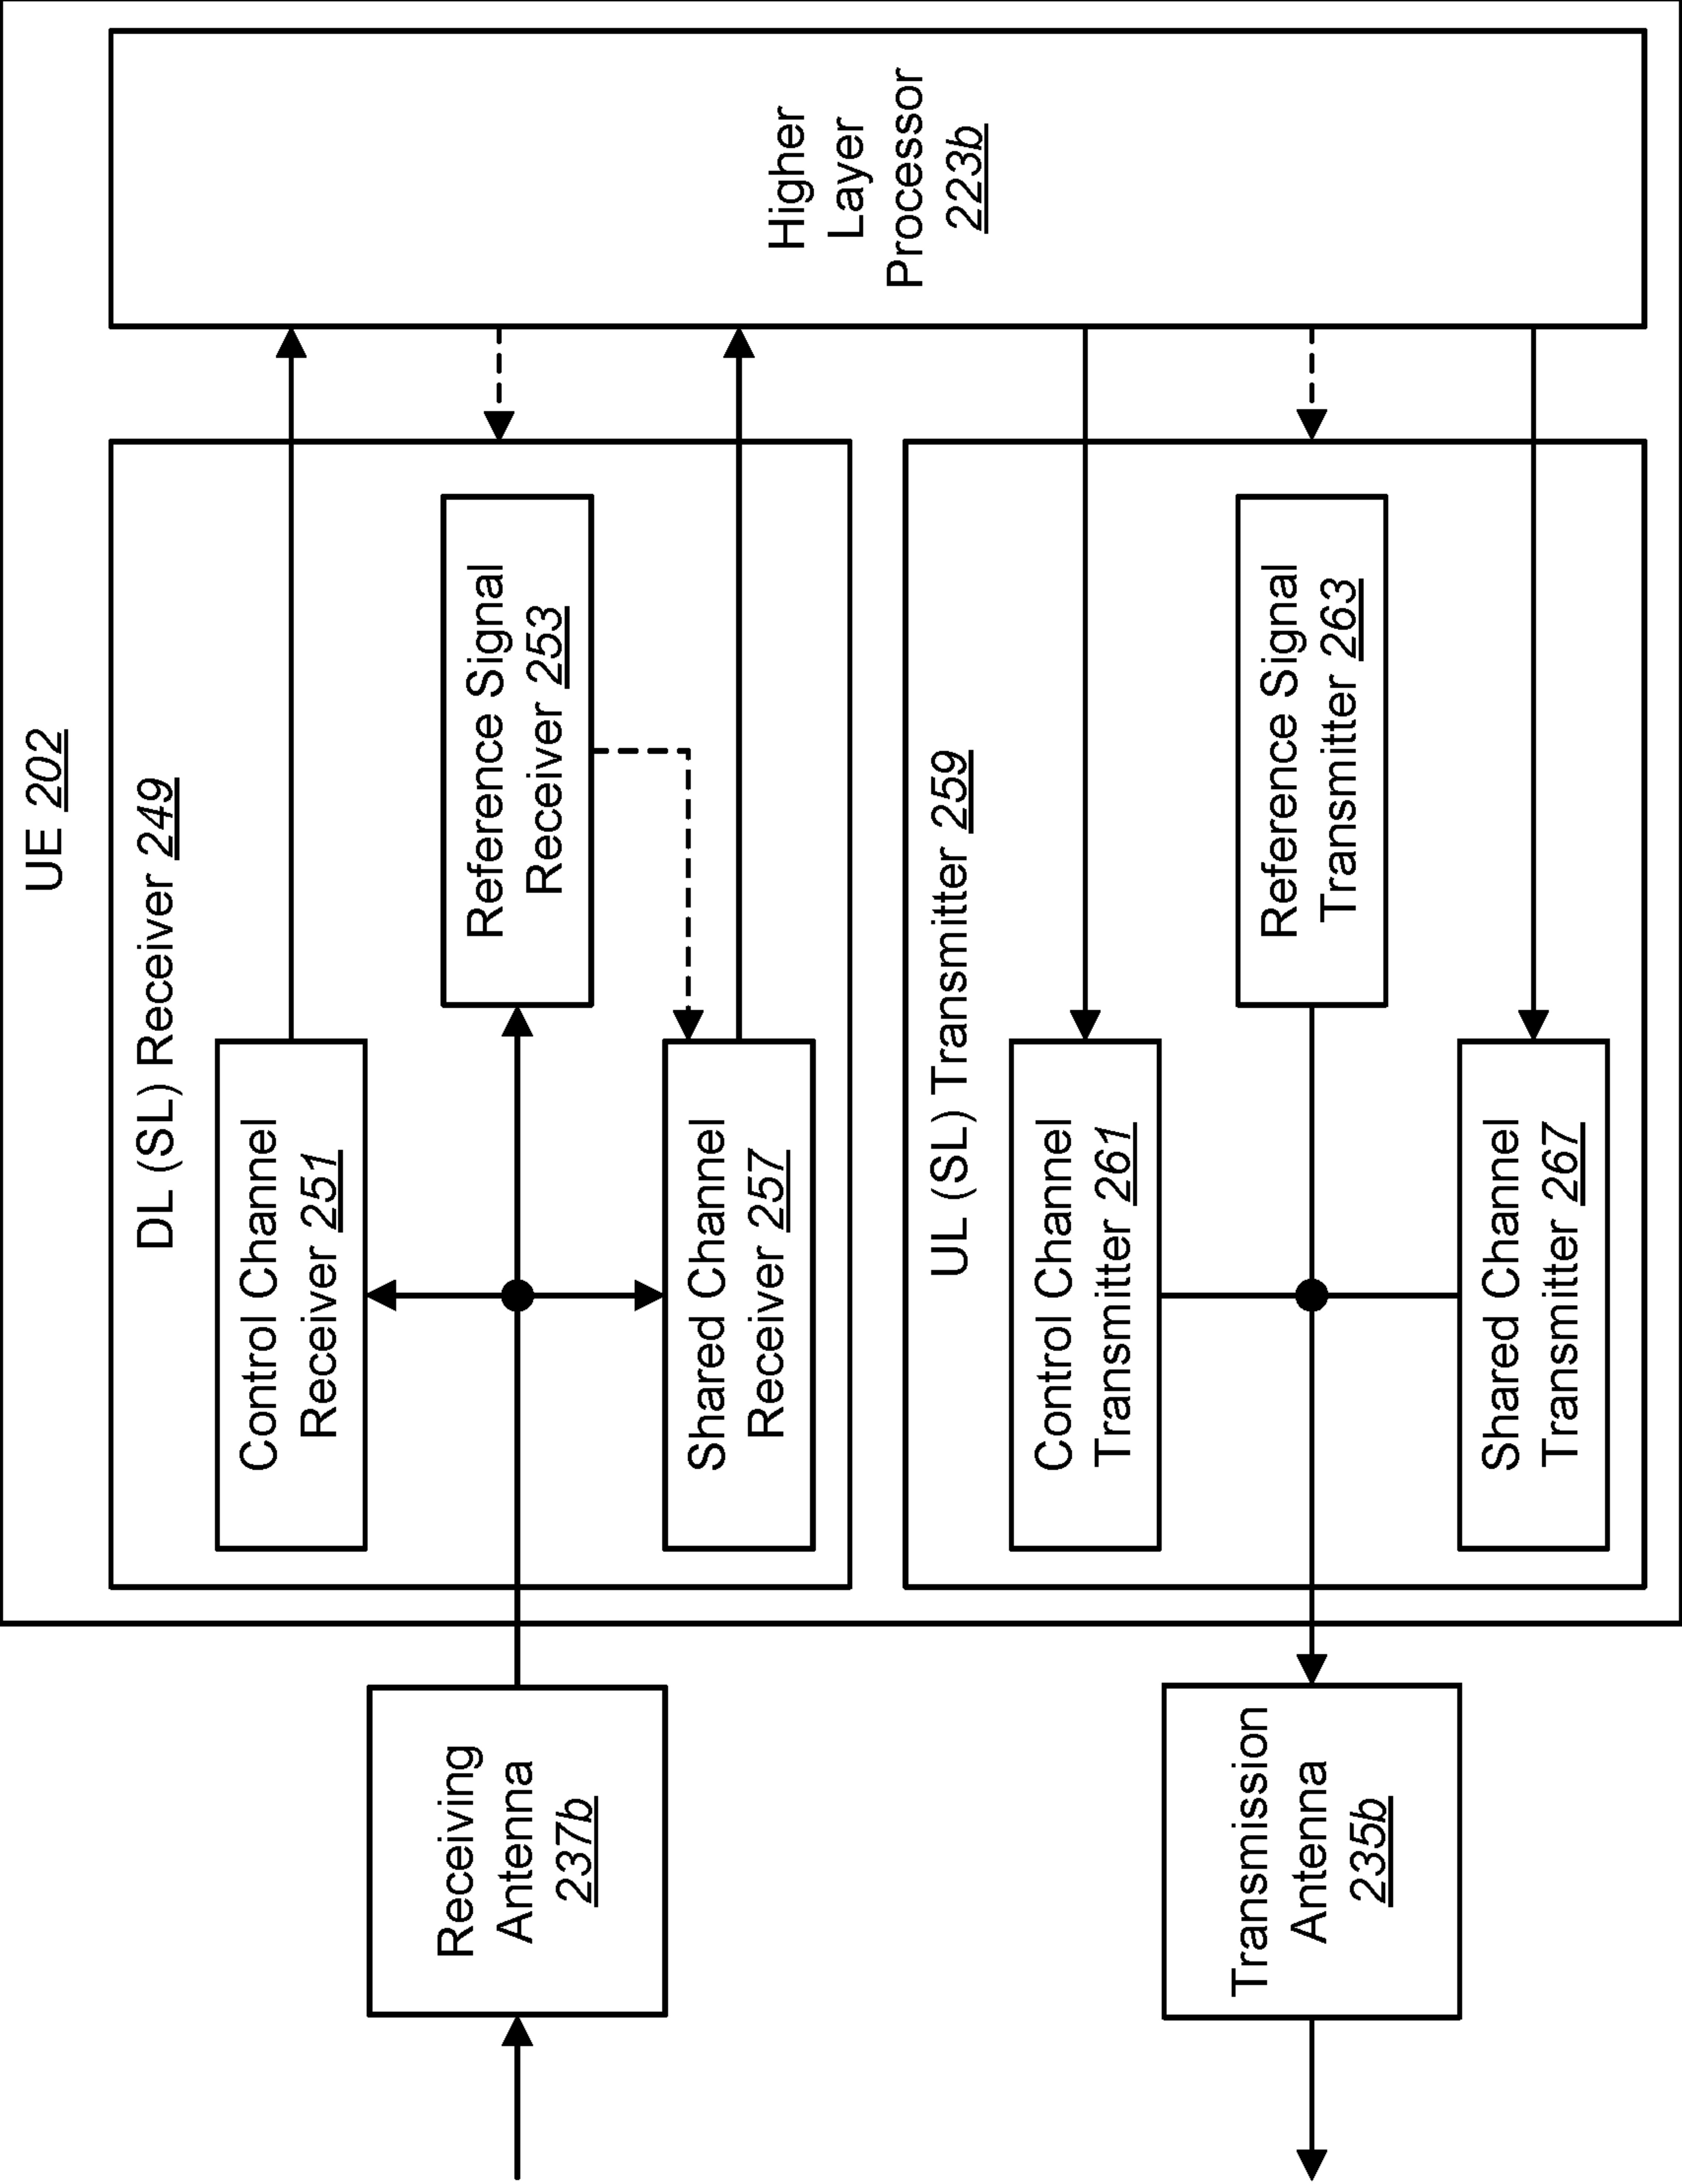 UE 202
DL (SL) Receiver 249
Control Channel
Receiver 251
Reference Signal
Receiver 253
Shared Channel
Receiver 257
Receiving
Antenna
237b
Higher
Layer
Processor
223b
UL (SL) Transmitter 259
Control Channel
Transmitter 261
Reference Signal
Transmitter 263
Shared Channel
Transmitter 267
Transmission
Antenna
235b